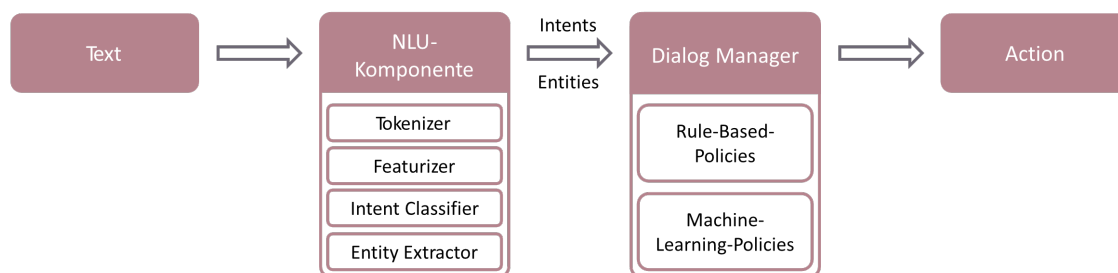 Text
NLU-
Komponente
Tokenizer
Featurizer
Intent Classifier
Entity Extractor
Intents
Entities
Dialog Manager
Rule-Based-
Policies
Machine-
Learning-Policies
Action